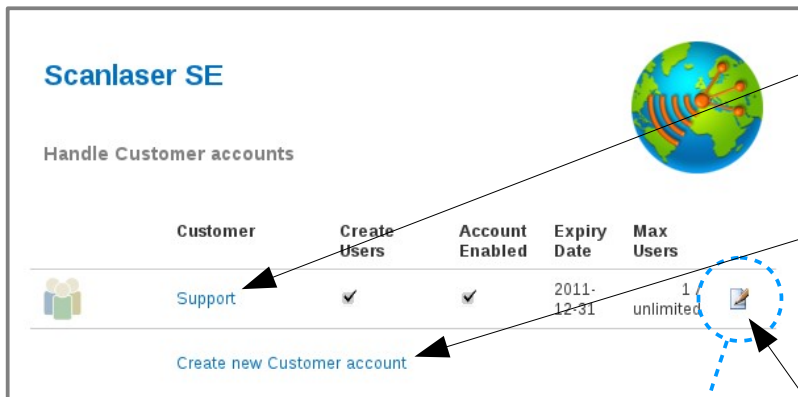 Scanlaser SE
Handle Customer accounts
Customer Create Users Account Enabled Expiry Date Max Users
Support 2011-12-31 1 / unlimited
Create new Customer account